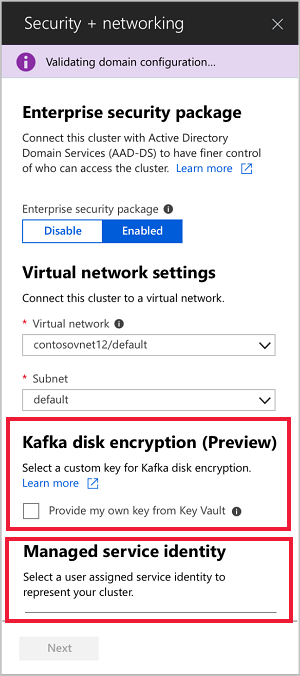 Security + networking
Validating domain configuration...
Enterprise security package
Connect this cluster with Active Directory
Domain Services (AAD-DS) to have finer control
of who can access the cluster. Learn more
Enterprise security package
Disable Enabled
Virtual network settings
Connect this cluster to a virtual network.
* Virtual network
contosovnet12/default
* Subnet
default
Kafka disk encryption (Preview)
Select a custom key for Kafka disk encryption.
Learn more
Provide my own key from Key Vault
Managed service identity
Select a user assigned service identity to
represent your cluster.
Next